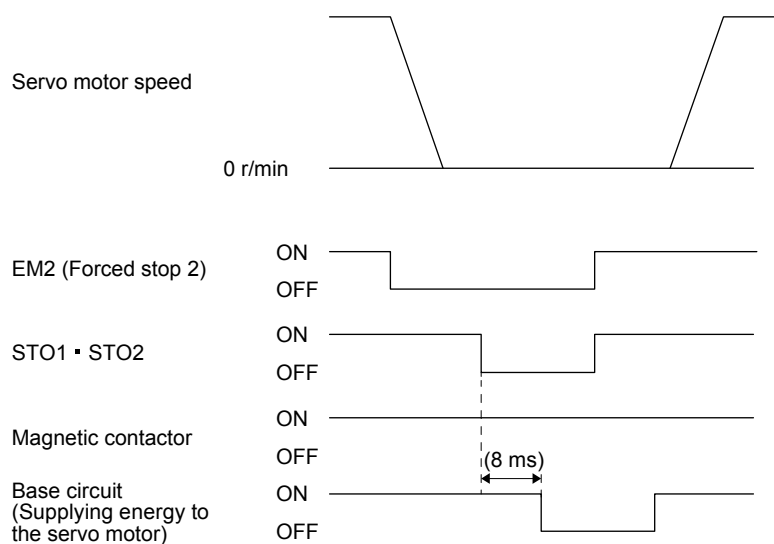 Servo motor speed
0 r/min
EM2 (Forced stop 2)
ON
OFF
STO1 ▪ STO2
ON
OFF
Magnetic contactor
ON
OFF
(8 ms)
Base circuit
(Supplying energy to
the servo motor)
ON
OFF